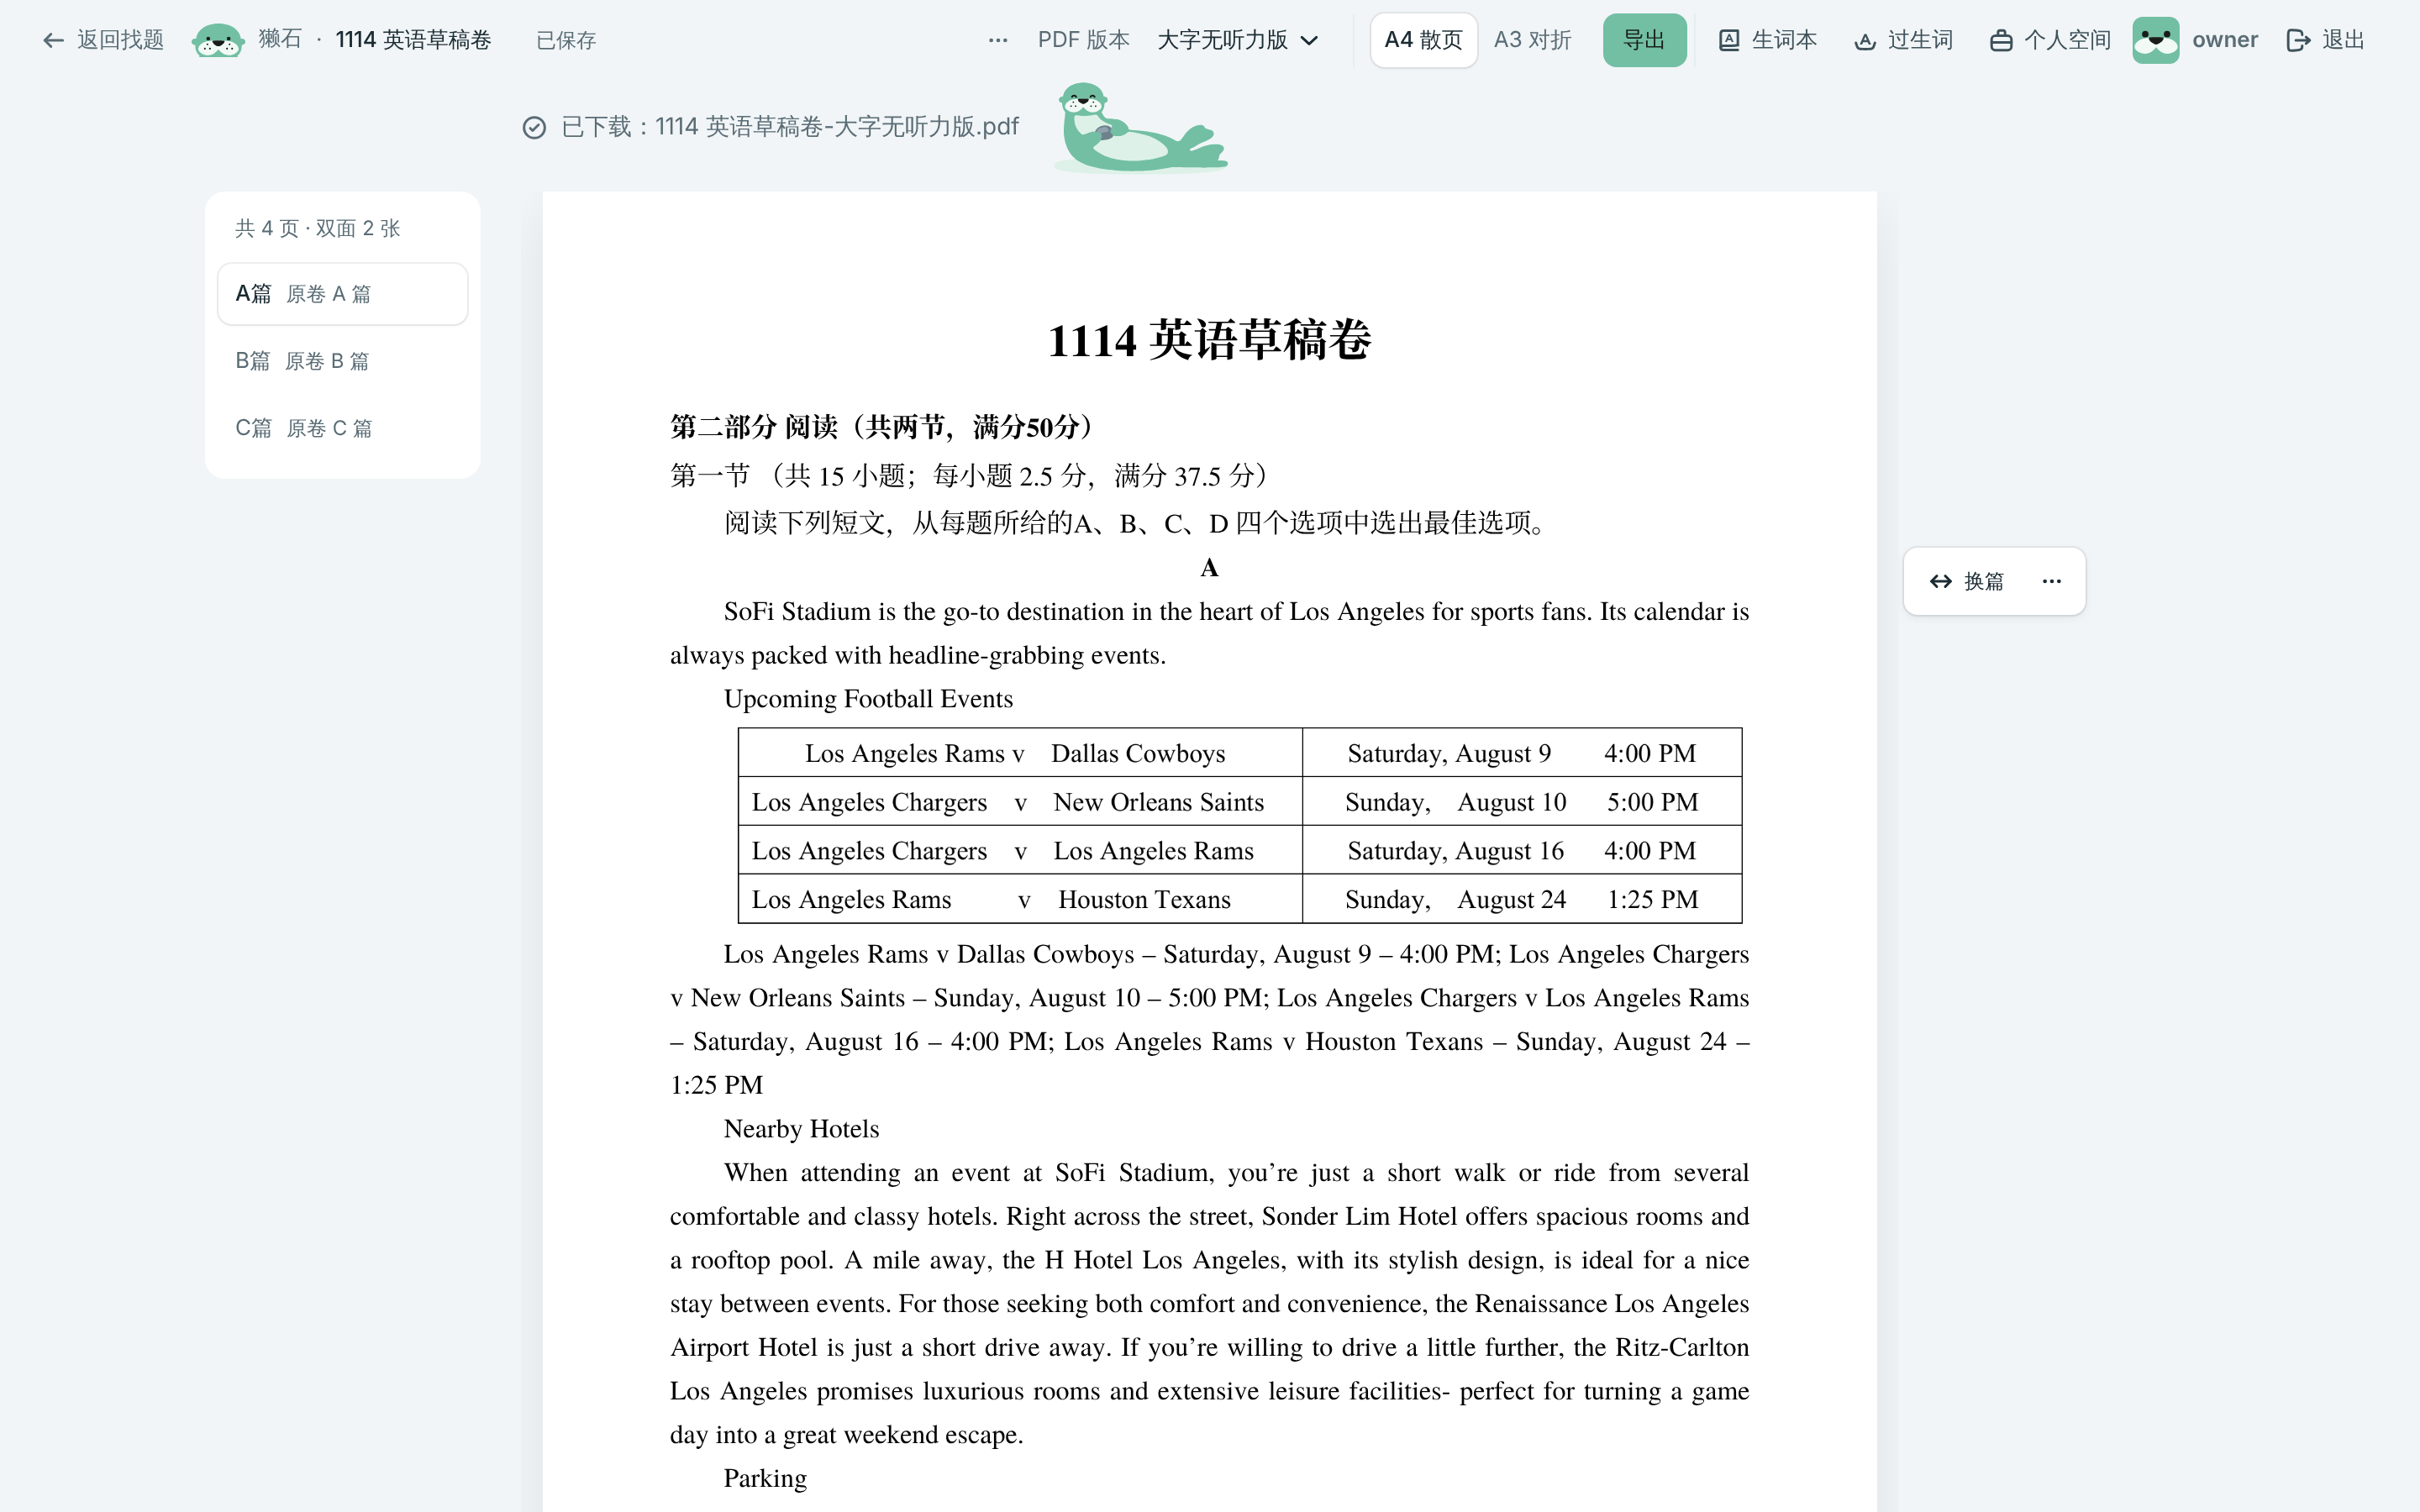 返回找题 獭石 · 1114 英语草稿卷 已保存 ··· PDF 版本 大字无听力版 A4 散页 A3 对折 导出 生词本 过生词 个人空间 owner 退出
已下载：1114 英语草稿卷-大字无听力版.pdf
共 4 页 · 双面 2 张
A篇 原卷 A 篇
B篇 原卷 B 篇
C篇 原卷 C 篇
1114 英语草稿卷
第二部分 阅读（共两节，满分50分）
第一节 （共 15 小题；每小题 2.5 分，满分 37.5 分）
阅读下列短文，从每题所给的A、B、C、D 四个选项中选出最佳选项。
A
换篇 ···
SoFi Stadium is the go-to destination in the heart of Los Angeles for sports fans. Its calendar is
always packed with headline-grabbing events.
Upcoming Football Events
Los Angeles Rams v Dallas Cowboys Saturday, August 9 4:00 PM
Los Angeles Chargers v New Orleans Saints Sunday, August 10 5:00 PM
Los Angeles Chargers v Los Angeles Rams Saturday, August 16 4:00 PM
Los Angeles Rams v Houston Texans Sunday, August 24 1:25 PM
Los Angeles Rams v Dallas Cowboys – Saturday, August 9 – 4:00 PM; Los Angeles Chargers
v New Orleans Saints – Sunday, August 10 – 5:00 PM; Los Angeles Chargers v Los Angeles Rams
– Saturday, August 16 – 4:00 PM; Los Angeles Rams v Houston Texans – Sunday, August 24 –
1:25 PM
Nearby Hotels
When attending an event at SoFi Stadium, you’re just a short walk or ride from several
comfortable and classy hotels. Right across the street, Sonder Lim Hotel offers spacious rooms and
a rooftop pool. A mile away, the H Hotel Los Angeles, with its stylish design, is ideal for a nice
stay between events. For those seeking both comfort and convenience, the Renaissance Los Angeles
Airport Hotel is just a short drive away. If you’re willing to drive a little further, the Ritz-Carlton
Los Angeles promises luxurious rooms and extensive leisure facilities- perfect for turning a game
day into a great weekend escape.
Parking